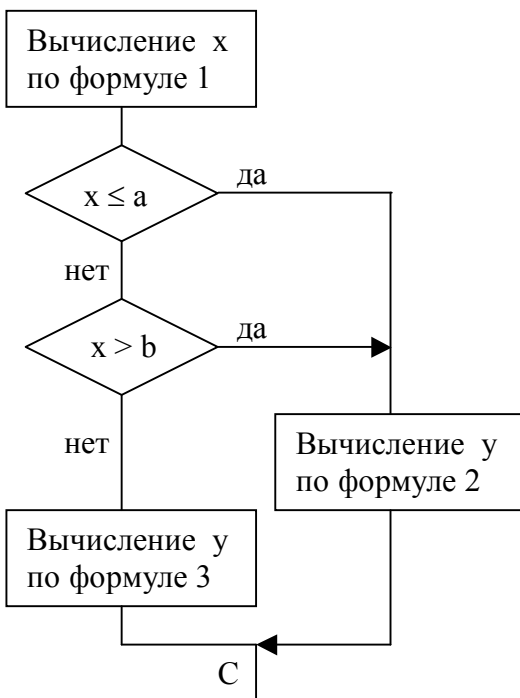 Вычисление x
по формуле 1
x ≤ a
да
нет
x > b
да
нет
Вычисление y
по формуле 2
Вычисление y
по формуле 3
C